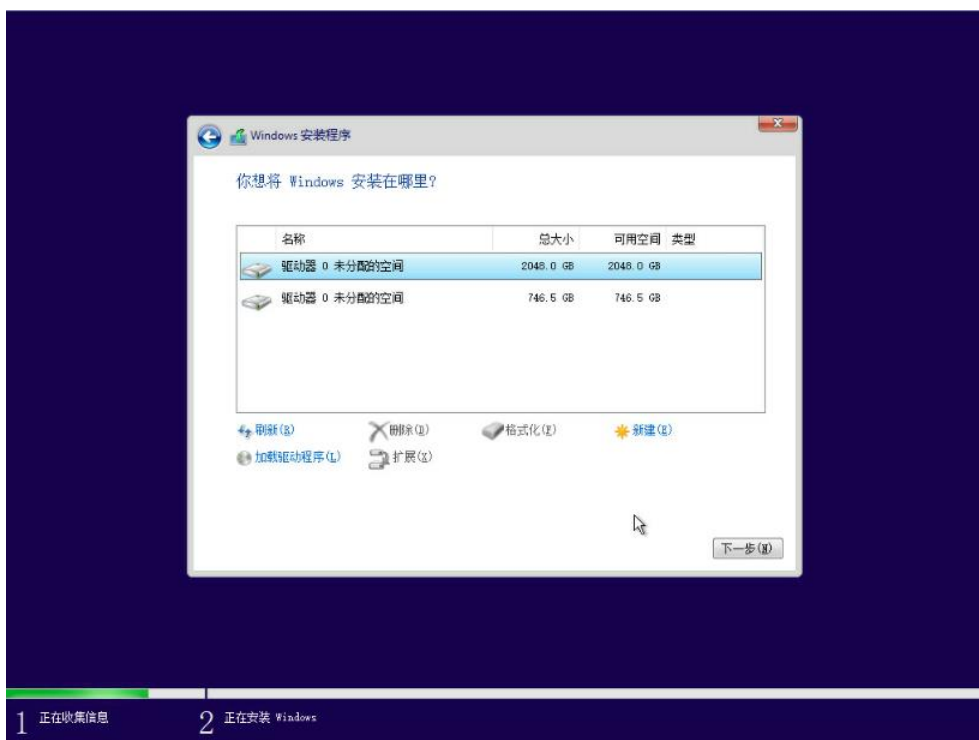 Windows 安装程序
你想将 Windows 安装在哪里?
名称 总大小 可用空间 类型
驱动器 0 未分配的空间 2048.0 GB 2048.0 GB
驱动器 0 未分配的空间 746.5 GB 746.5 GB
刷新(R) 删除(D) 格式化(F) 新建(E)
加载驱动程序(L) 扩展(X)
下一步(N)
1 正在收集信息 2 正在安装 Windows